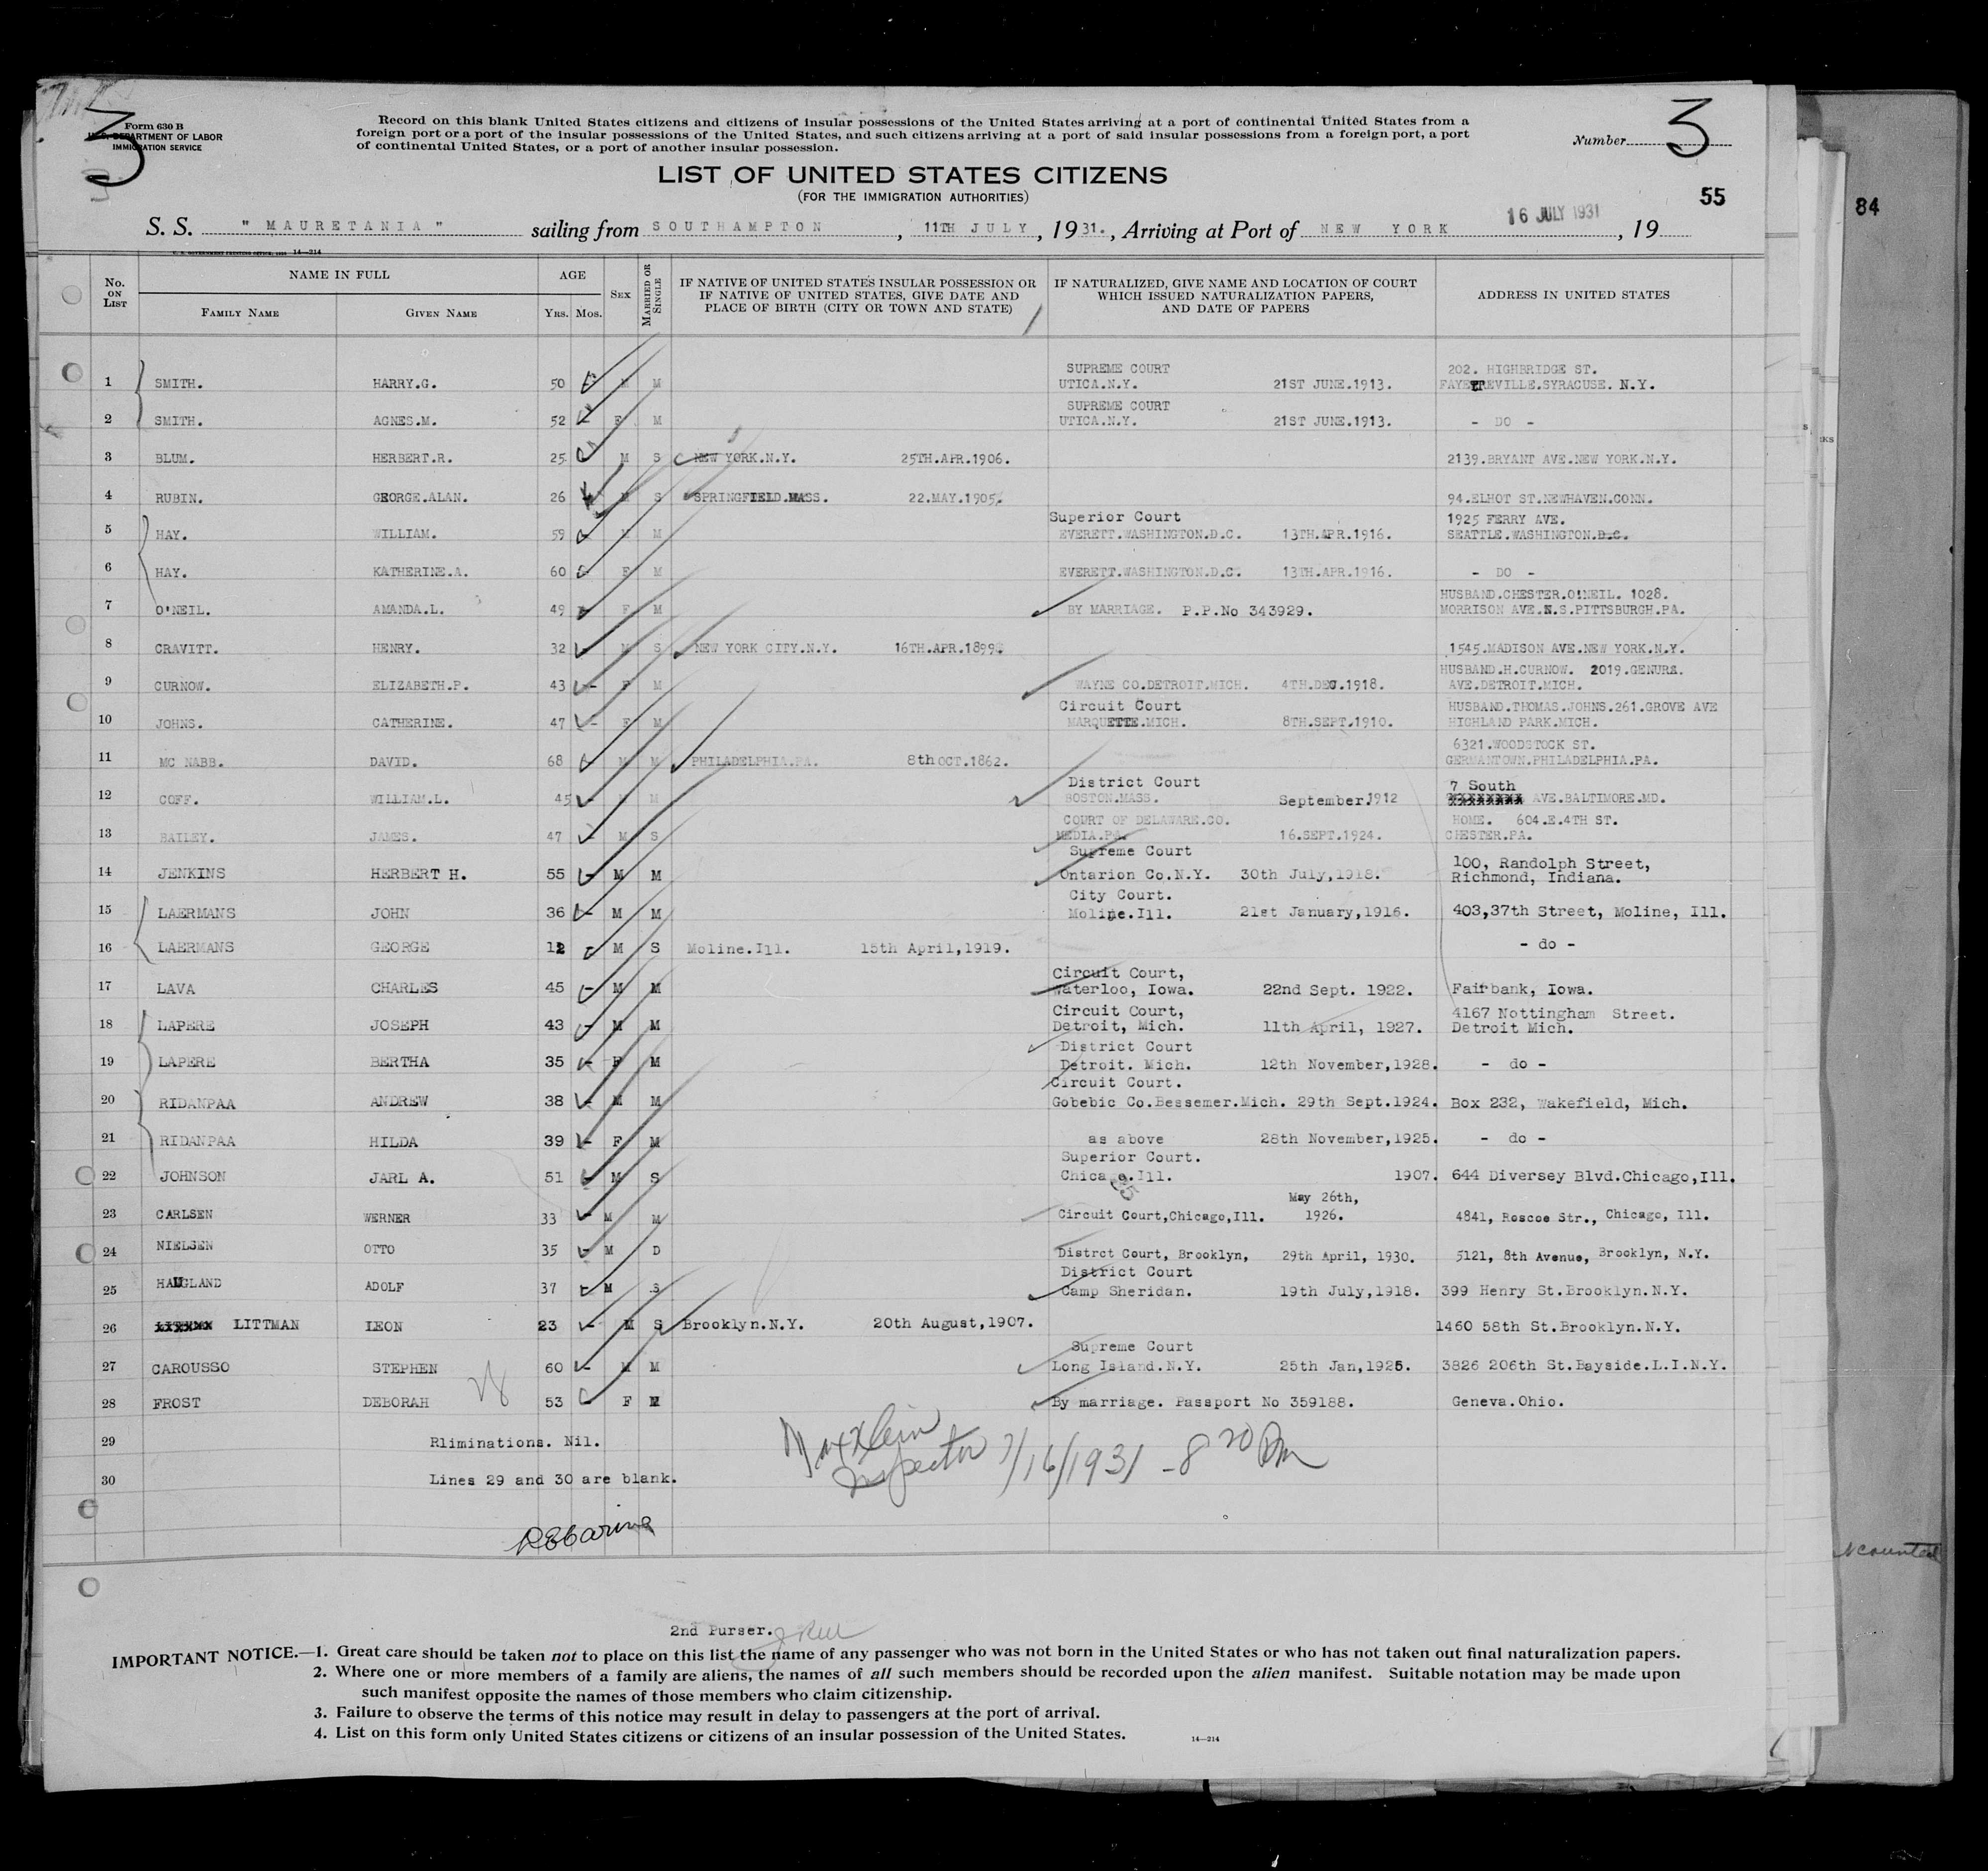 3
Form 630 B
U.S. DEPARTMENT OF LABOR
IMMIGRATION SERVICE
Record on this blank United States citizens and citizens of insular possessions of the United States arriving at a port of continental United States from a
foreign port or a port of the insular possessions of the United States, and such citizens arriving at a port of said insular possessions from a foreign port, a port
of continental United States, or a port of another insular possession.
Number 3
LIST OF UNITED STATES CITIZENS
(FOR THE IMMIGRATION AUTHORITIES)
55
84
S. S. " MAURETANIA " sailing from SOUTHAMPTON , 11TH JULY , 1931. , Arriving at Port of NEW YORK 16 JULY 1931 , 19
14—214
No. ON LIST NAME IN FULL AGE SEX MARRIED OR SINGLE IF NATIVE OF UNITED STATES INSULAR POSSESSION OR IF NATIVE OF UNITED STATES, GIVE DATE AND PLACE OF BIRTH (CITY OR TOWN AND STATE) IF NATURALIZED, GIVE NAME AND LOCATION OF COURT WHICH ISSUED NATURALIZATION PAPERS, AND DATE OF PAPERS ADDRESS IN UNITED STATES
FAMILY NAME GIVEN NAME YRS. MOS.
SUPREME COURT 202. HIGHBRIDGE ST.
1 SMITH. HARRY.G. 50 M M UTICA.N.Y. 21ST JUNE.1913. FAYETTEVILLE.SYRACUSE. N.Y.
SUPREME COURT
2 SMITH. AGNES.M. 52 F M UTICA.N.Y. 21ST JUNE.1913. - DO -
3 BLUM. HERBERT.R. 25 M S NEW YORK.N.Y. 25TH.APR.1906. 2139.BRYANT AVE.NEW YORK.N.Y.
4 RUBIN. GEORGE.ALAN. 26 M S SPRINGFIELD.MASS. 22.MAY.1905. 94.ELHOT ST.NEWHAVEN.CONN.
Superior Court 1925 FERRY AVE.
5 HAY. WILLIAM. 59 M M EVERETT.WASHINGTON.D.C. 13TH.APR.1916. SEATTLE.WASHINGTON.D.C.
6 HAY. KATHERINE.A. 60 F M EVERETT.WASHINGTON.D.C. 13TH.APR.1916. - DO -
HUSBAND.CHESTER.O'NEIL. 1028.
7 O'NEIL. AMANDA.L. 49 F M BY MARRIAGE. P.P.No 343929. MORRISON AVE.N.S.PITTSBURGH.PA.
8 CRAVITT. HENRY. 32 M S NEW YORK CITY.N.Y. 16TH.APR.1899. 1545.MADISON AVE.NEW YORK.N.Y.
HUSBAND.H.CURNOW. 2019.GENURE.
9 CURNOW. ELIZABETH.P. 43 F M WAYNE CO.DETROIT.MICH. 4TH.DEC.1918. AVE.DETROIT.MICH.
Circuit Court HUSBAND.THOMAS.JOHNS.261.GROVE AVE
10 JOHNS. CATHERINE. 47 F M MARQUETTE.MICH. 8TH.SEPT.1910. HIGHLAND PARK.MICH.
6321.WOODSTOCK ST.
11 MC NABB. DAVID. 68 M M PHILADELPHIA.PA. 8th OCT.1862. GERMANTOWN.PHILADELPHIA.PA.
District Court 7 South
12 COFF. WILLIAM.L. 45 M M BOSTON.MASS. September.1912 AVE.BALTIMORE.MD.
COURT OF DELAWARE.CO. HOME. 604.E.4TH ST.
13 BAILEY. JAMES. 47 M S MEDIA.PA. 16.SEPT.1924. CHESTER.PA.
Supreme Court 100, Randolph Street,
14 JENKINS HERBERT H. 55 M M Ontarion Co.N.Y. 30th July,1918. Richmond, Indiana.
City Court.
15 LAERMANS JOHN 36 M M Moline.Ill. 21st January,1916. 403,37th Street, Moline, Ill.
16 LAERMANS GEORGE 12 M S Moline.Ill. 15th April,1919. - do -
Circuit Court,
17 LAVA CHARLES 45 M M Waterloo, Iowa. 22nd Sept. 1922. Fairbank, Iowa.
Circuit Court, 4167 Nottingham Street.
18 LAPERE JOSEPH 43 M M Detroit, Mich. 11th April, 1927. Detroit Mich.
District Court
19 LAPERE BERTHA 35 F M Detroit. Mich. 12th November,1928. - do -
Circuit Court.
20 RIDANPAA ANDREW 38 M M Gobebic Co.Bessemer.Mich. 29th Sept.1924. Box 232, Wakefield, Mich.
21 RIDANPAA HILDA 39 F M as above 28th November,1925. - do -
Superior Court.
22 JOHNSON JARL A. 51 M S Chicago.Ill. 1907. 644 Diversey Blvd.Chicago,Ill.
May 26th,
23 CARLSEN WERNER 33 M M Circuit Court,Chicago,Ill. 1926. 4841, Roscoe Str., Chicago, Ill.
24 NIELSEN OTTO 35 M D Distrct Court, Brooklyn, 29th April, 1930. 5121, 8th Avenue, Brooklyn, N.Y.
District Court
25 HAUGLAND ADOLF 37 M S Camp Sheridan. 19th July,1918. 399 Henry St.Brooklyn.N.Y.
26 LITTMAN LEON 23 M S Brooklyn.N.Y. 20th August,1907. 1460 58th St.Brooklyn.N.Y.
Supreme Court
27 CAROUSSO STEPHEN 60 M M Long Island.N.Y. 25th Jan,1925. 3826 206th St.Bayside.L.I.N.Y.
28 FROST DEBORAH 53 F M By marriage. Passport No 359188. Geneva.Ohio.
29 Rliminations. Nil.
30 Lines 29 and 30 are blank.
Inspector 7/16/1931 - 8 20 Pm
2nd Purser.
IMPORTANT NOTICE.—1. Great care should be taken not to place on this list the name of any passenger who was not born in the United States or who has not taken out final naturalization papers.
2. Where one or more members of a family are aliens, the names of all such members should be recorded upon the alien manifest. Suitable notation may be made upon
such manifest opposite the names of those members who claim citizenship.
3. Failure to observe the terms of this notice may result in delay to passengers at the port of arrival.
4. List on this form only United States citizens or citizens of an insular possession of the United States.
14—214